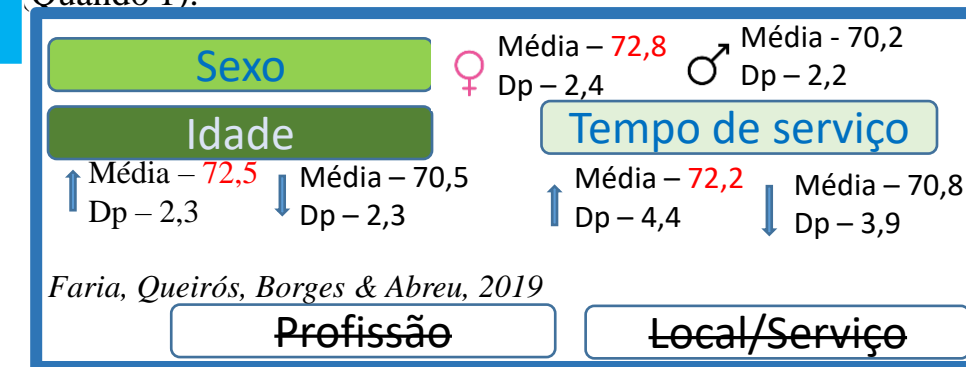 Quando 1).
Sexo
Média – 72,8
Dp – 2,4
Média - 70,2
Dp – 2,2
Idade
Tempo de serviço
Média – 72,5
Dp – 2,3
Média – 70,5
Dp – 2,3
Média – 72,2
Dp – 4,4
Média – 70,8
Dp – 3,9
Faria, Queirós, Borges & Abreu, 2019
Profissão
Local/Serviço